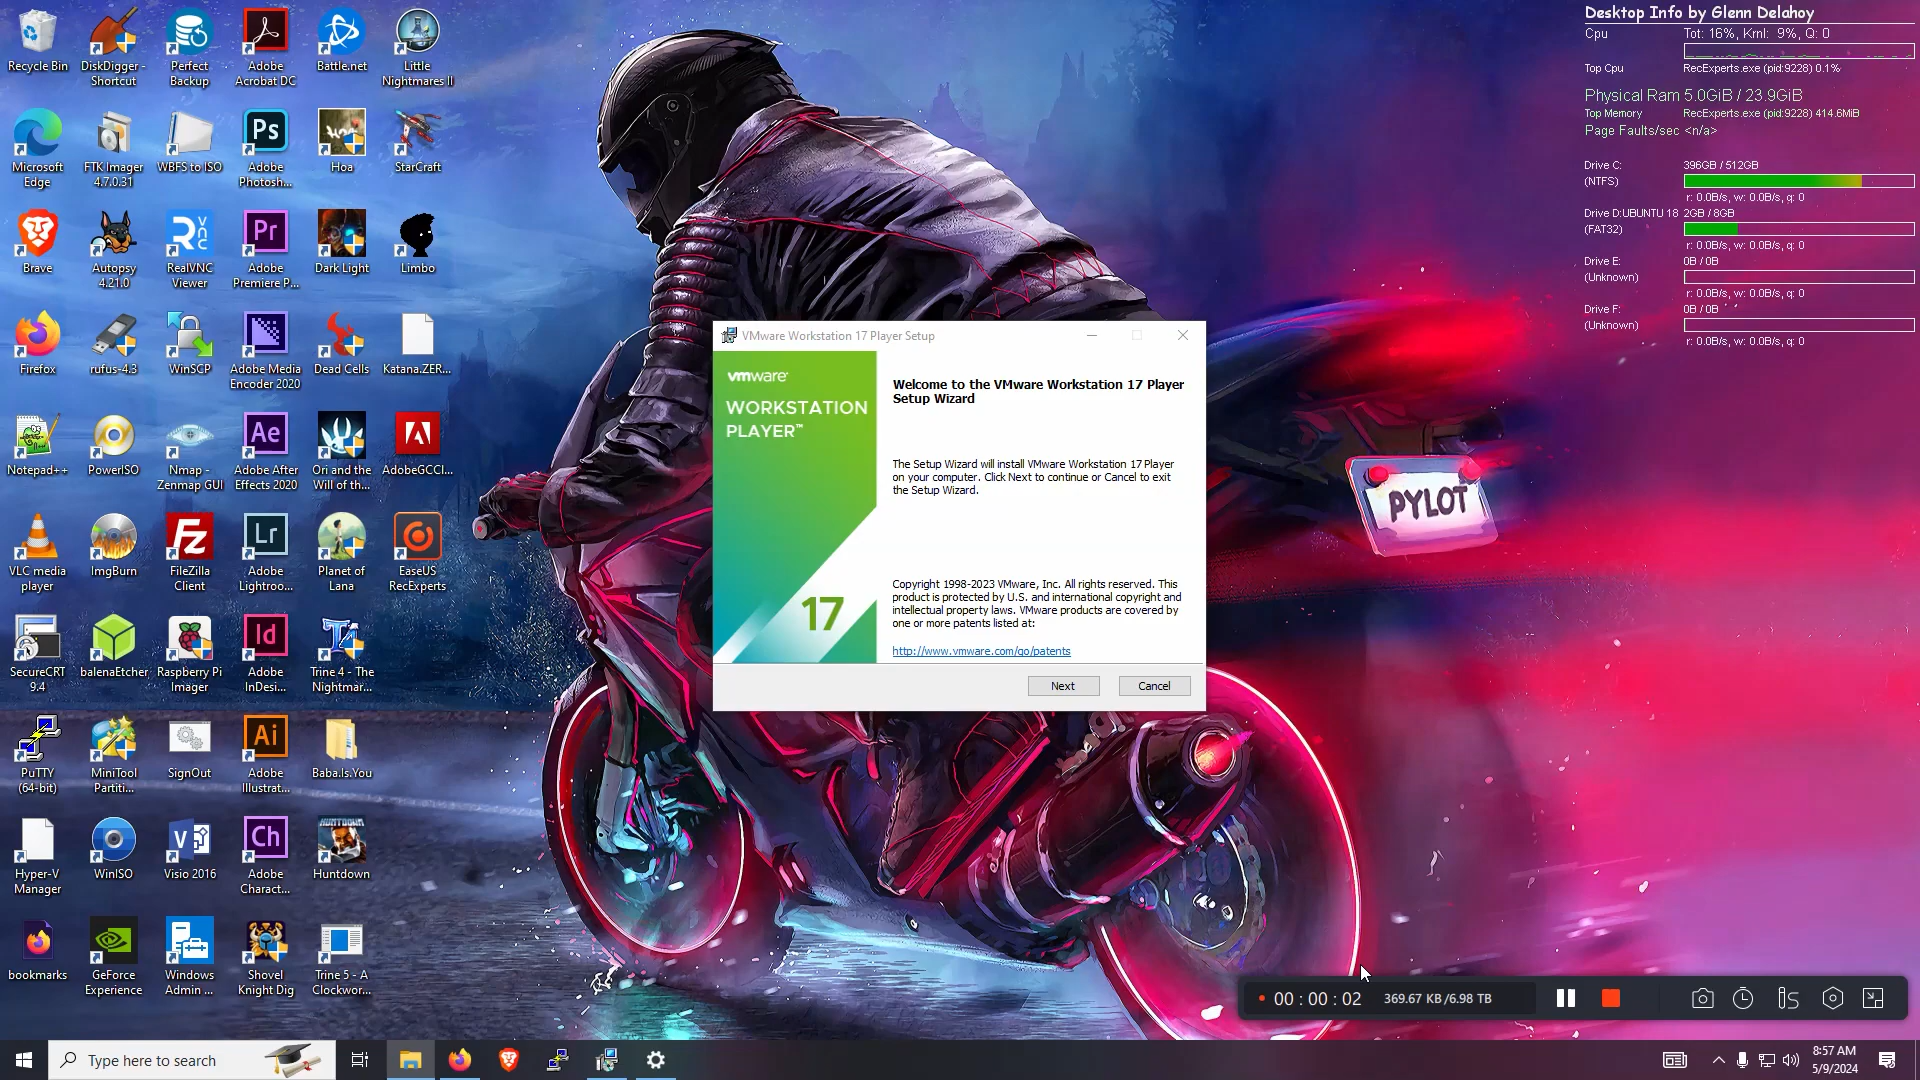 Recycle Bin
DiskDigger -
Shortcut
Perfect
Backup
Adobe
Acrobat DC
Battle.net
Little
Nightmares II
Microsoft
Edge
FTK Imager
4.7.0.31
WBFS to ISO
Ps
Adobe
Photosh...
Hoa
StarCraft
Brave
Autopsy
4.21.0
RealVNC
Viewer
Pr
Adobe
Premiere P...
Dark Light
Limbo
Firefox
rufus-4.3
WinSCP
Adobe Media
Encoder 2020
Dead Cells
Katana.ZER...
Notepad++
PowerISO
Nmap -
Zenmap GUI
Ae
Adobe After
Effects 2020
Ori and the
Will of th...
AdobeGCCl...
VLC media
player
ImgBurn
Fz
FileZilla
Client
Lr
Adobe
Lightroo...
Planet of
Lana
EaseUS
RecExperts
SecureCRT
9.4
balenaEtcher
Raspberry Pi
Imager
Id
Adobe
InDesi...
Trine 4 - The
Nightmar...
PuTTY
(64-bit)
MiniTool
Partiti...
SignOut
Ai
Adobe
Illustrat...
Baba.Is.You
Hyper-V
Manager
WinISO
Visio 2016
Ch
Adobe
Charact...
HUNTDOWN
Huntdown
bookmarks
GeForce
Experience
Windows
Admin ...
Shovel
Knight Dig
Trine 5 - A
Clockwor...
Desktop Info by Glenn Delahoy
Cpu Tot: 16%, Krnl: 9%, Q: 0
Top Cpu RecExperts.exe (pid:9228) 0.1%
Physical Ram 5.0GiB / 23.9GiB
Top Memory RecExperts.exe (pid:9228) 414.6MiB
Page Faults/sec <n/a>
Drive C: 396GB / 512GB
(NTFS)
r: 0.0B/s, w: 0.0B/s, q: 0
Drive D:UBUNTU 18 2GB / 8GB
(FAT32)
r: 0.0B/s, w: 0.0B/s, q: 0
Drive E: 0B / 0B
(Unknown)
r: 0.0B/s, w: 0.0B/s, q: 0
Drive F: 0B / 0B
(Unknown)
r: 0.0B/s, w: 0.0B/s, q: 0
VMware Workstation 17 Player Setup
vmware
WORKSTATION
PLAYER™
17
Welcome to the VMware Workstation 17 Player
Setup Wizard
The Setup Wizard will install VMware Workstation 17 Player
on your computer. Click Next to continue or Cancel to exit
the Setup Wizard.
Copyright 1998-2023 VMware, Inc. All rights reserved. This
product is protected by U.S. and international copyright and
intellectual property laws. VMware products are covered by
one or more patents listed at:
http://www.vmware.com/go/patents
Next Cancel
PYLOT
00 : 00 : 02 369.67 KB/6.98 TB
Type here to search
8:57 AM
5/9/2024